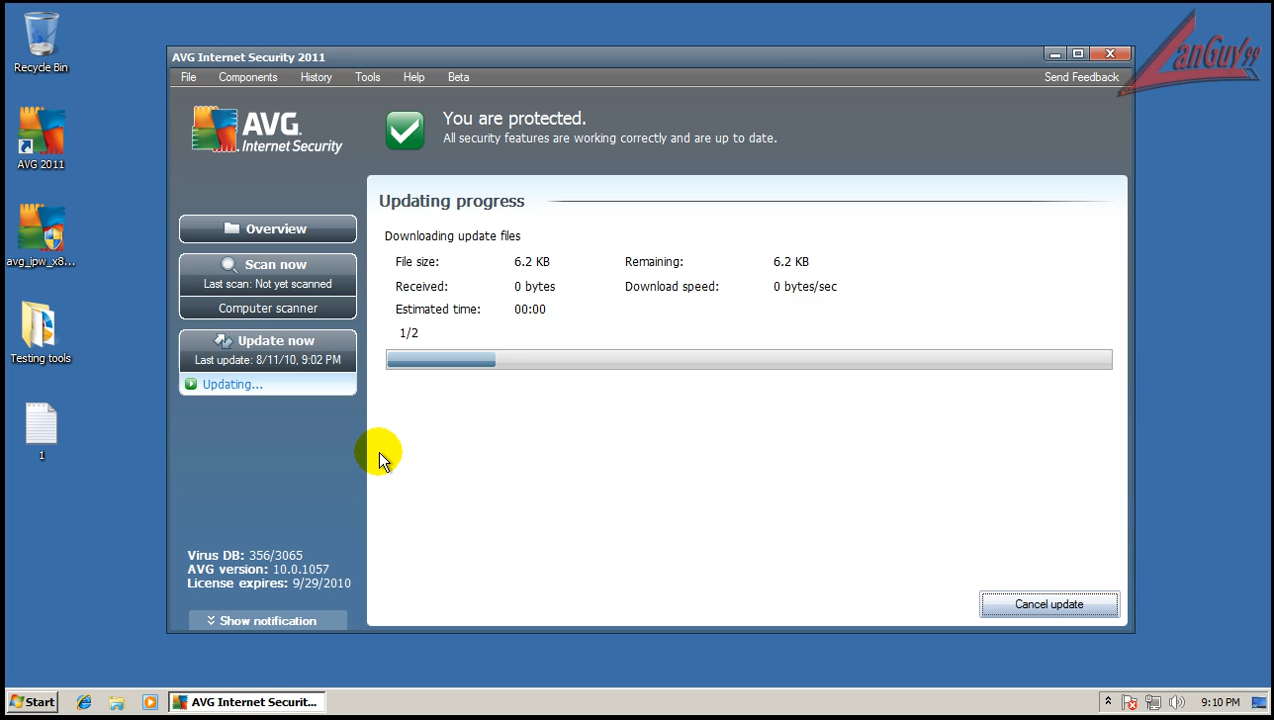 Recycle Bin
AVG 2011
avg_ipw_x8...
Testing tools
1
LanGuy99
AVG Internet Security 2011
File Components History Tools Help Beta Send Feedback
AVG.
Internet Security
You are protected.
All security features are working correctly and are up to date.
Overview
Scan now
Last scan: Not yet scanned
Computer scanner
Update now
Last update: 8/11/10, 9:02 PM
Updating...
Virus DB: 356/3065
AVG version: 10.0.1057
License expires: 9/29/2010
Show notification
Updating progress
Downloading update files
File size: 6.2 KB Remaining: 6.2 KB
Received: 0 bytes Download speed: 0 bytes/sec
Estimated time: 00:00
1/2
Cancel update
Start AVG Internet Securit... 9:10 PM